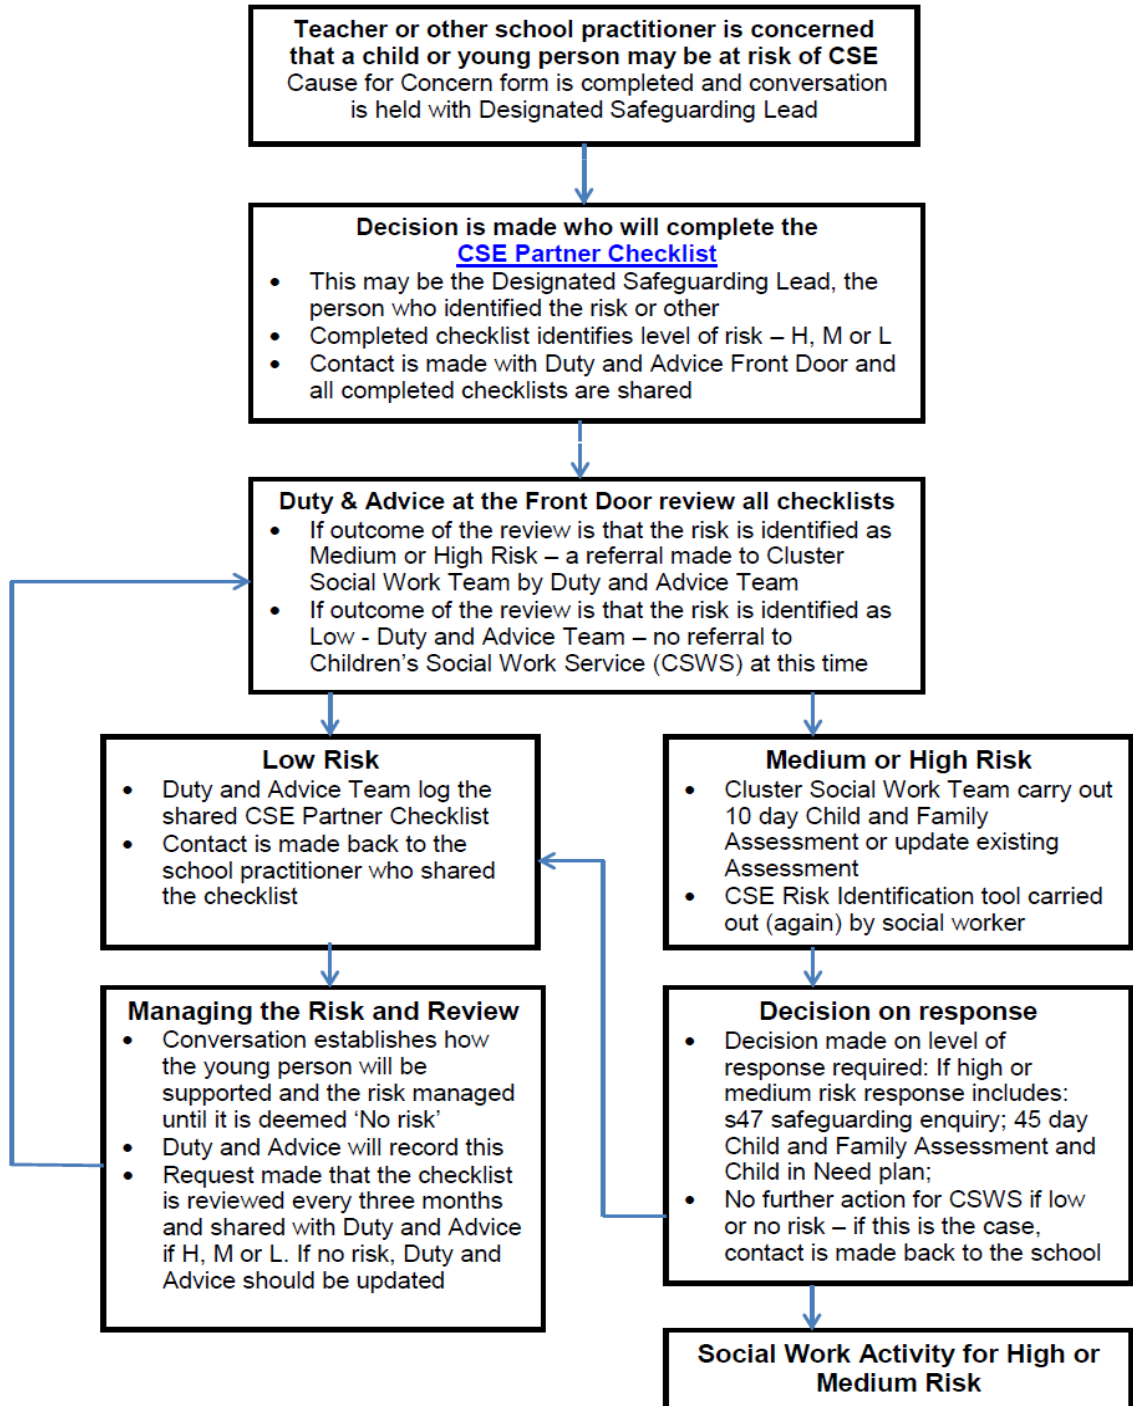 Teacher or other school practitioner is concerned
that a child or young person may be at risk of CSE
Cause for Concern form is completed and conversation
is held with Designated Safeguarding Lead
Decision is made who will complete the
CSE Partner Checklist
• This may be the Designated Safeguarding Lead, the
person who identified the risk or other
• Completed checklist identifies level of risk – H, M or L
• Contact is made with Duty and Advice Front Door and
all completed checklists are shared
Duty & Advice at the Front Door review all checklists
• If outcome of the review is that the risk is identified as
Medium or High Risk – a referral made to Cluster
Social Work Team by Duty and Advice Team
• If outcome of the review is that the risk is identified as
Low - Duty and Advice Team – no referral to
Children’s Social Work Service (CSWS) at this time
Low Risk
• Duty and Advice Team log the
shared CSE Partner Checklist
• Contact is made back to the
school practitioner who shared
the checklist
Medium or High Risk
• Cluster Social Work Team carry out
10 day Child and Family
Assessment or update existing
Assessment
• CSE Risk Identification tool carried
out (again) by social worker
Managing the Risk and Review
• Conversation establishes how
the young person will be
supported and the risk managed
until it is deemed ‘No risk’
• Duty and Advice will record this
• Request made that the checklist
is reviewed every three months
and shared with Duty and Advice
if H, M or L. If no risk, Duty and
Advice should be updated
Decision on response
• Decision made on level of
response required: If high or
medium risk response includes:
s47 safeguarding enquiry; 45 day
Child and Family Assessment and
Child in Need plan;
• No further action for CSWS if low
or no risk – if this is the case,
contact is made back to the school
Social Work Activity for High or
Medium Risk